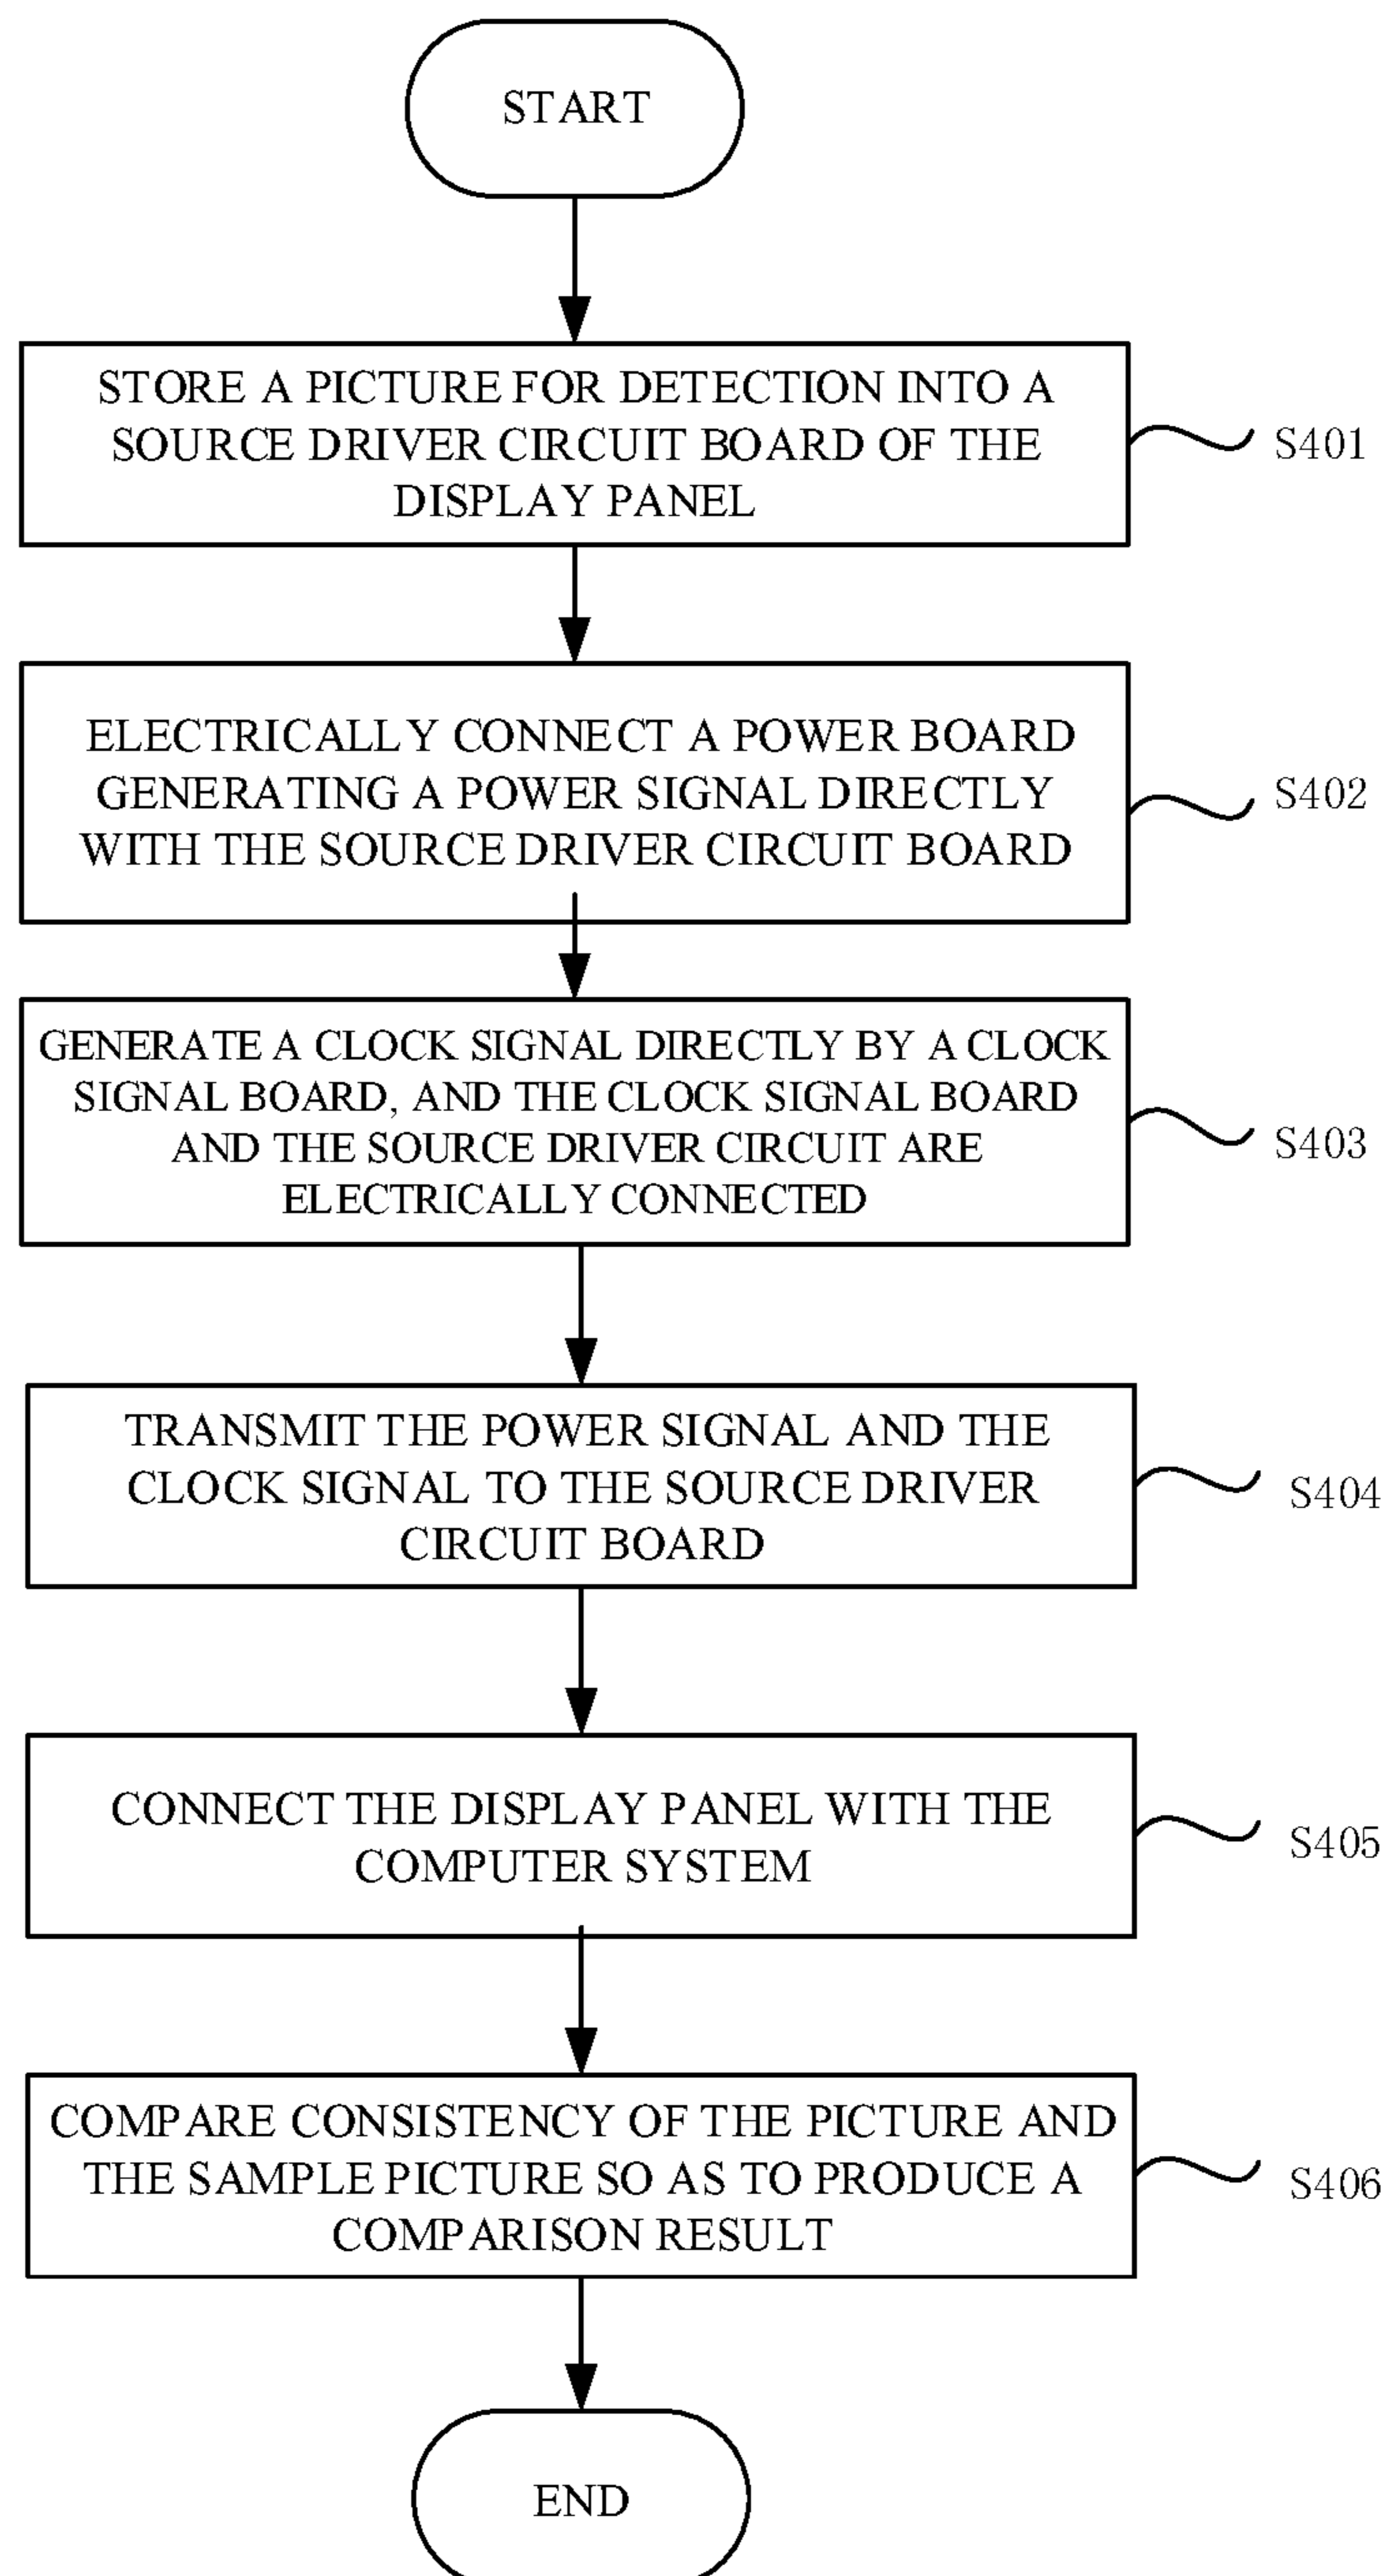 START
STORE A PICTURE FOR DETECTION INTO A
SOURCE DRIVER CIRCUIT BOARD OF THE
DISPLAY PANEL
S401
ELECTRICALLY CONNECT A POWER BOARD
GENERATING A POWER SIGNAL DIRECTLY
WITH THE SOURCE DRIVER CIRCUIT BOARD
S402
GENERATE A CLOCK SIGNAL DIRECTLY BY A CLOCK
SIGNAL BOARD, AND THE CLOCK SIGNAL BOARD
AND THE SOURCE DRIVER CIRCUIT ARE
ELECTRICALLY CONNECTED
S403
TRANSMIT THE POWER SIGNAL AND THE
CLOCK SIGNAL TO THE SOURCE DRIVER
CIRCUIT BOARD
S404
CONNECT THE DISPLAY PANEL WITH THE
COMPUTER SYSTEM
S405
COMPARE CONSISTENCY OF THE PICTURE AND
THE SAMPLE PICTURE SO AS TO PRODUCE A
COMPARISON RESULT
S406
END